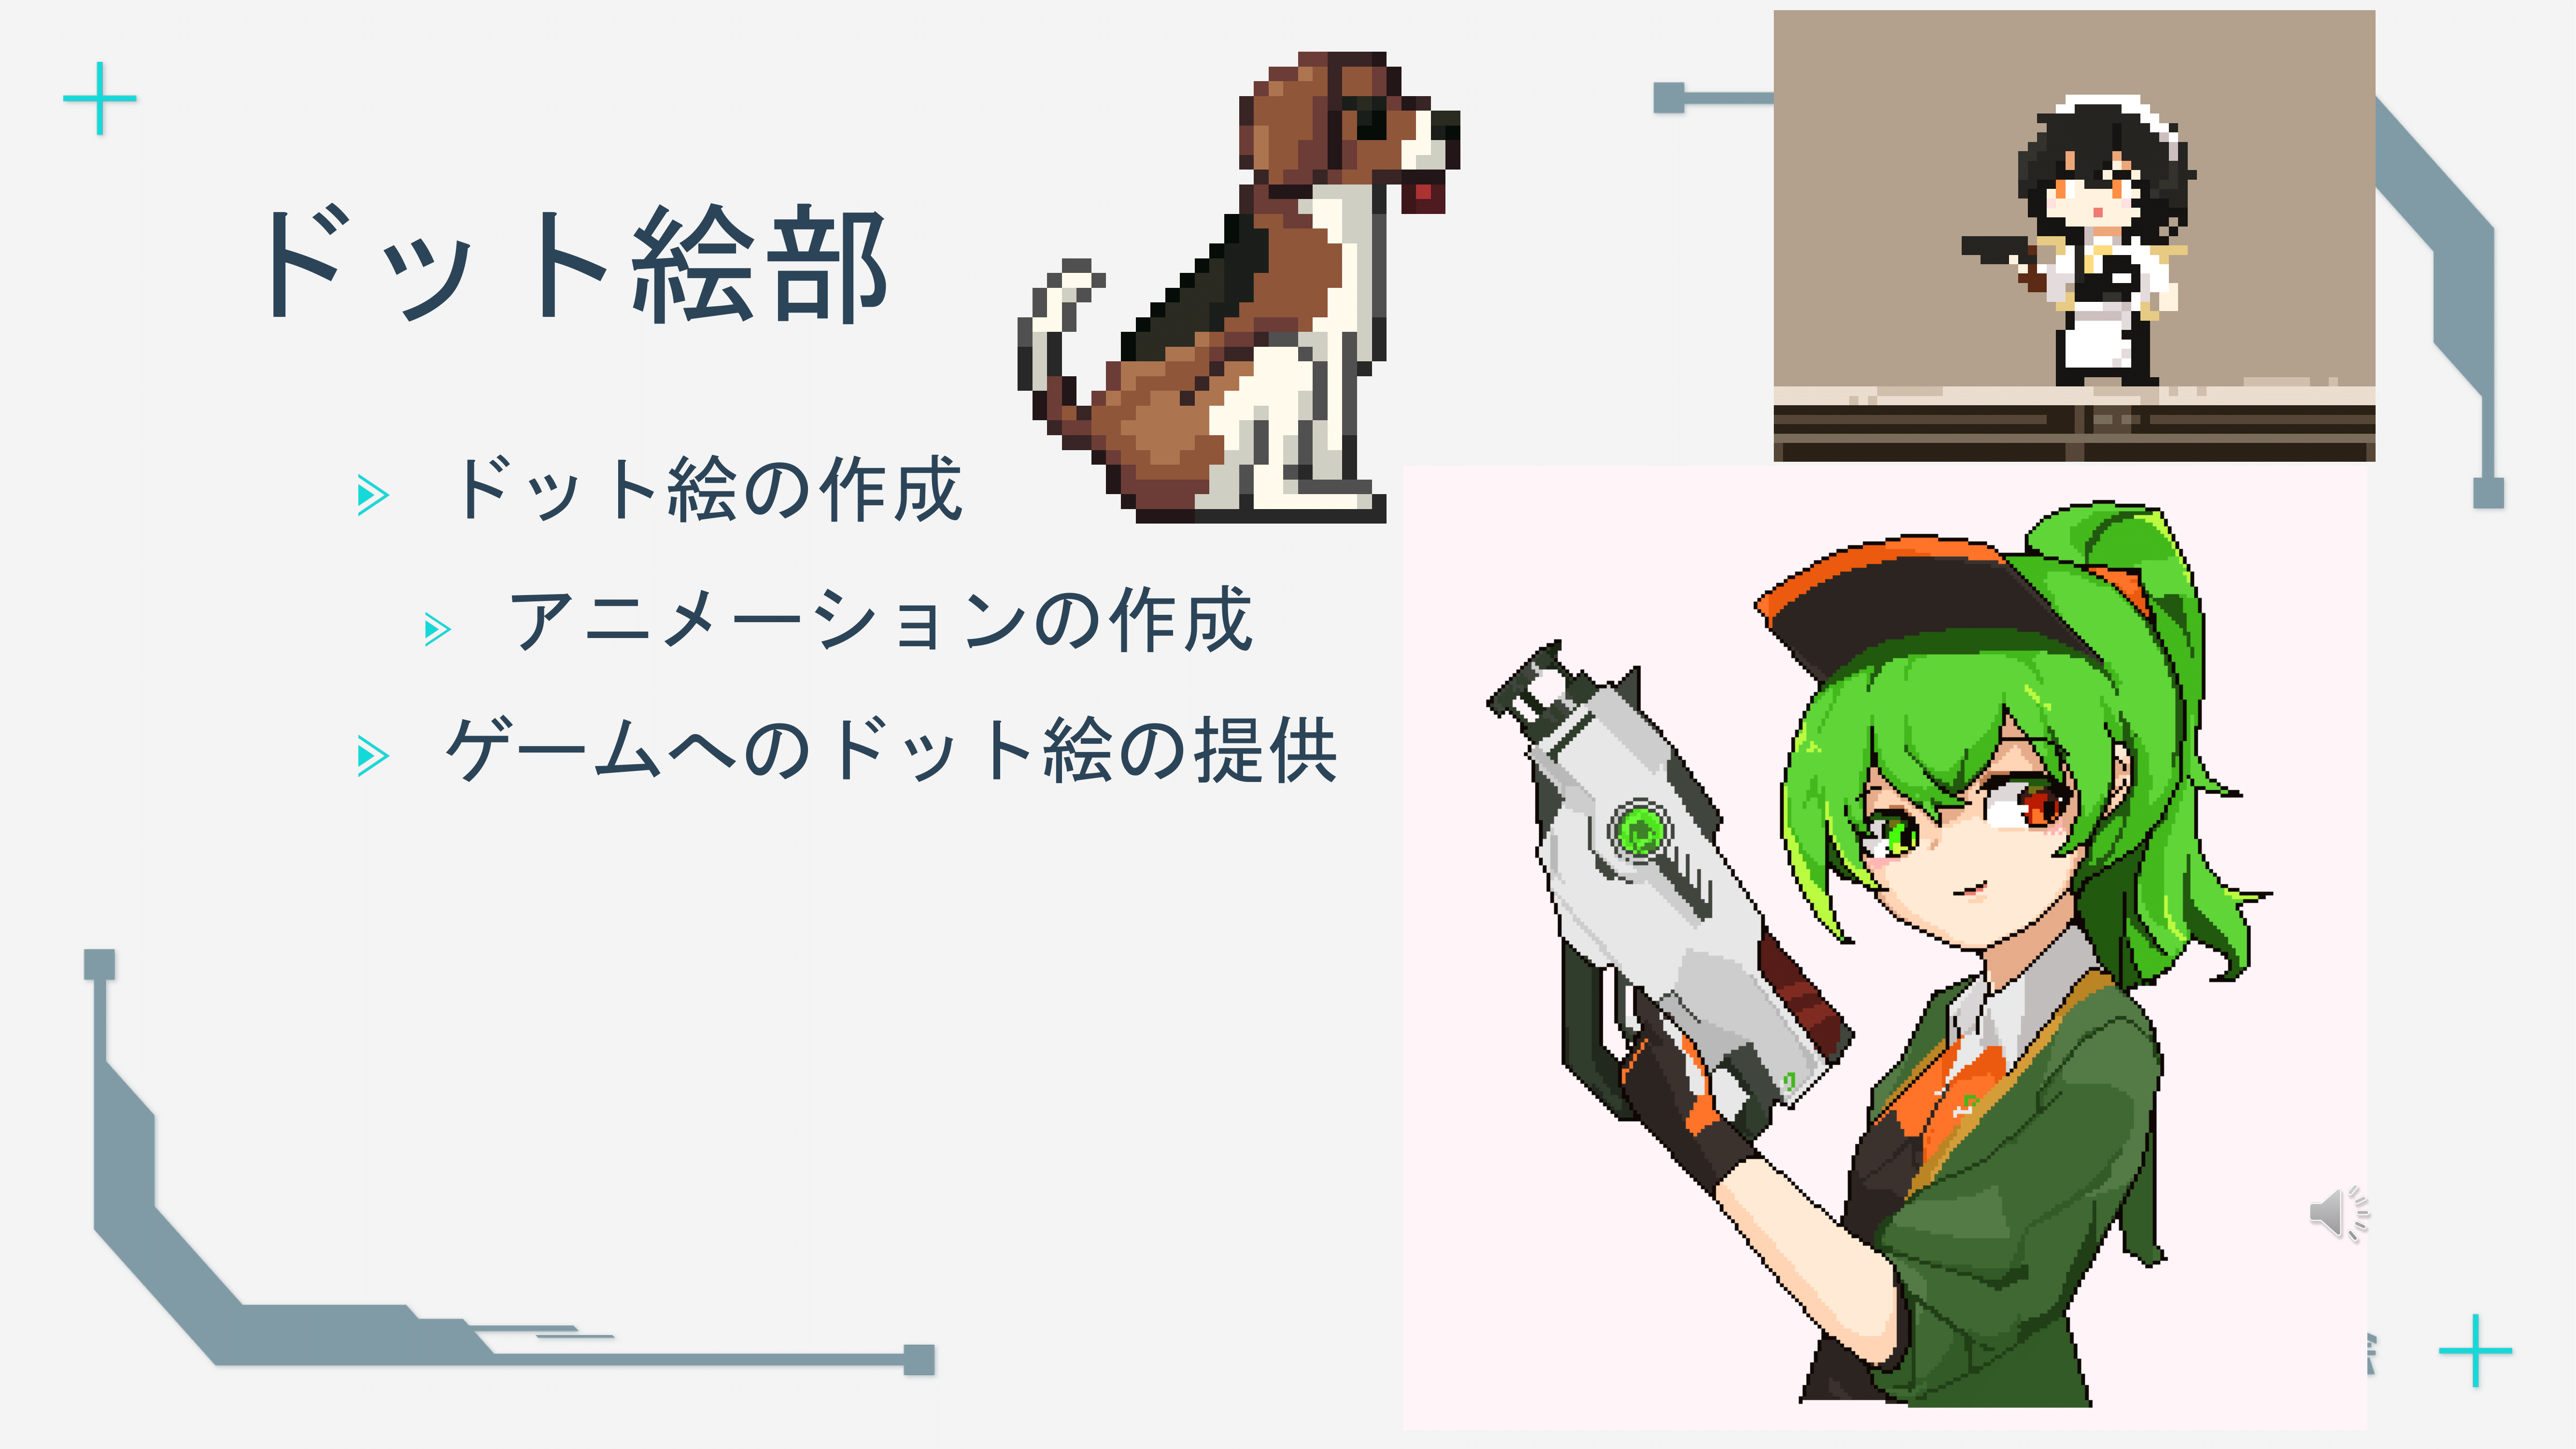 ドット絵部
ドット絵の作成
アニメーションの作成
ゲームへのドット絵の提供